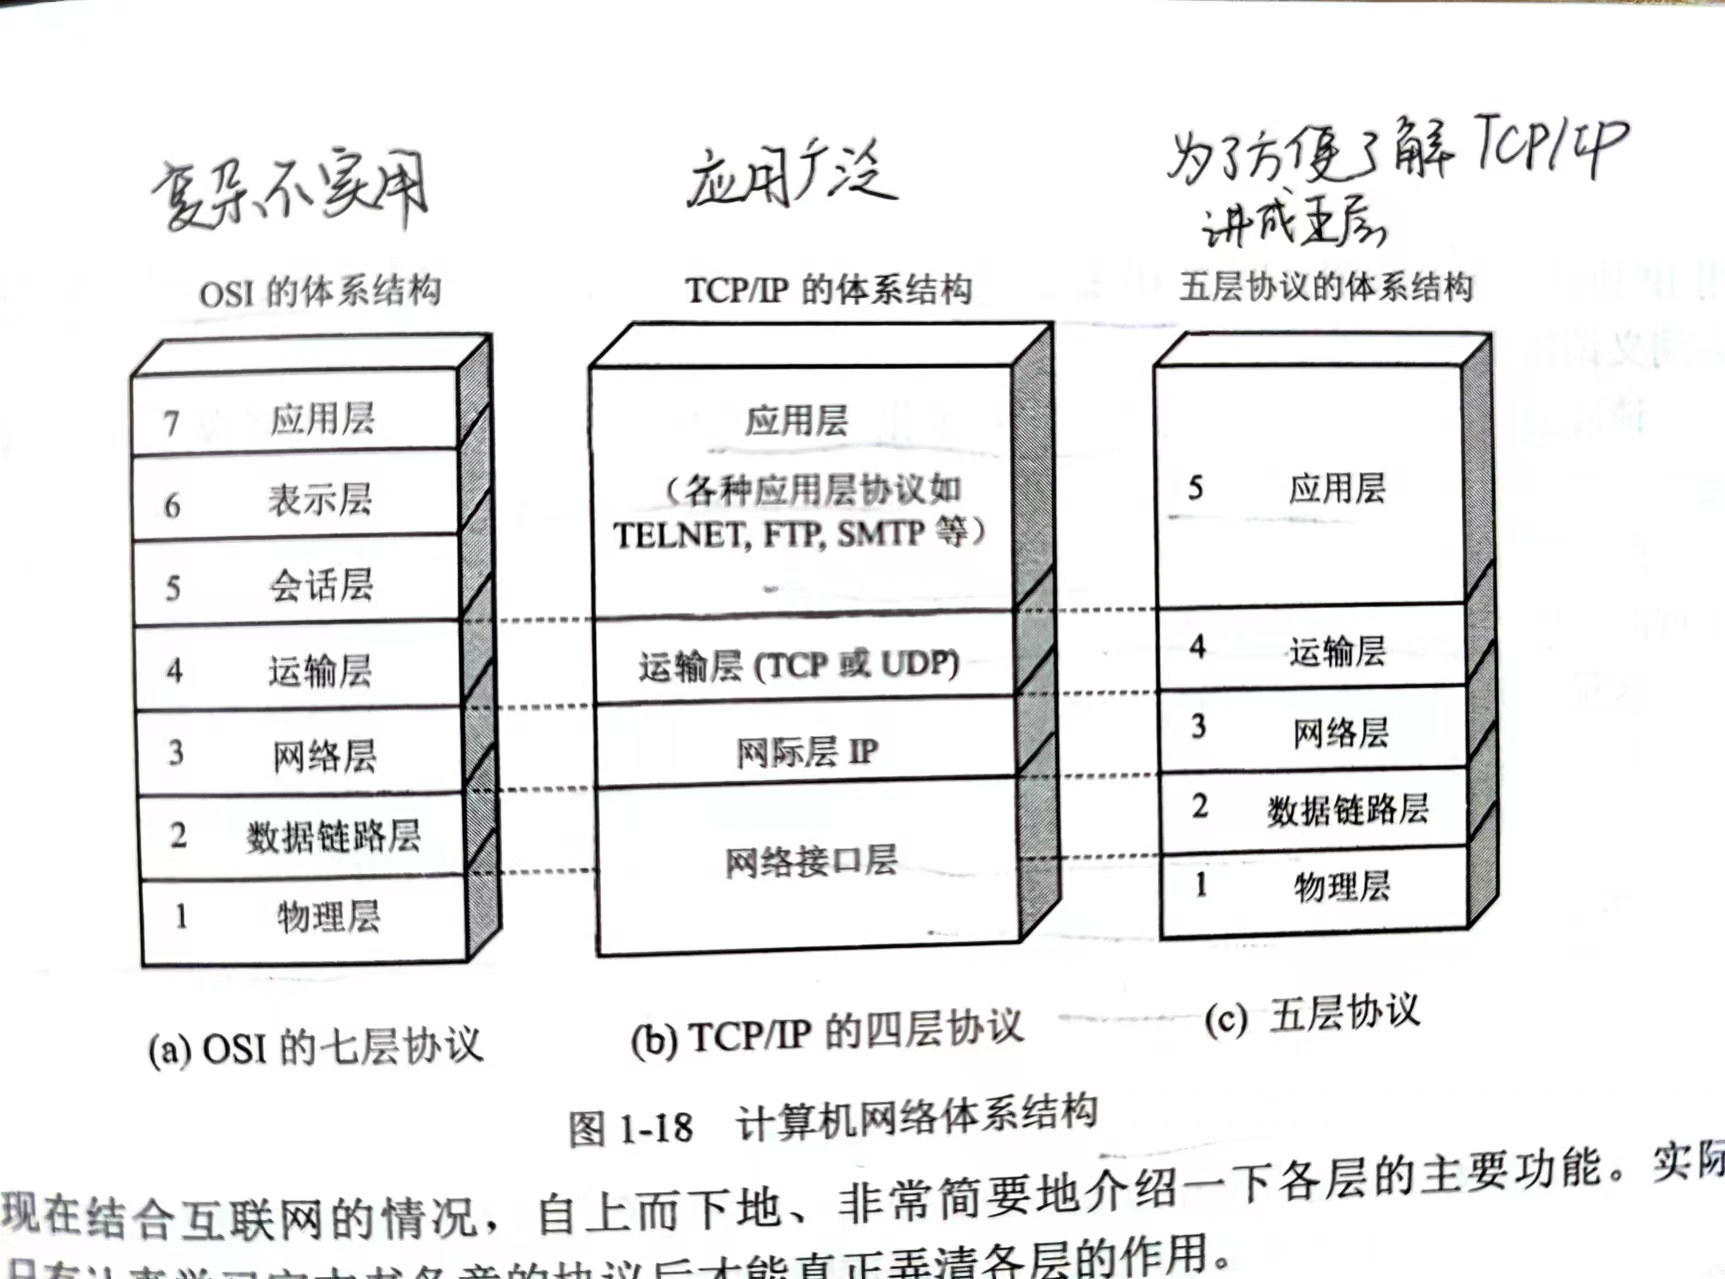 复杂不实用
应用广泛
为了方便了解 TCP/IP
讲成五层
OSI 的体系结构
7 应用层
6 表示层
5 会话层
4 运输层
3 网络层
2 数据链路层
1 物理层
(a) OSI 的七层协议
TCP/IP 的体系结构
应用层
（各种应用层协议如
TELNET, FTP, SMTP 等）
运输层 (TCP 或 UDP)
网际层 IP
网络接口层
(b) TCP/IP 的四层协议
五层协议的体系结构
5 应用层
4 运输层
3 网络层
2 数据链路层
1 物理层
(c) 五层协议
图 1-18 计算机网络体系结构
现在结合互联网的情况，自上而下地、非常简要地介绍一下各层的主要功能。实际
的协议后才能真正弄清各层的作用。